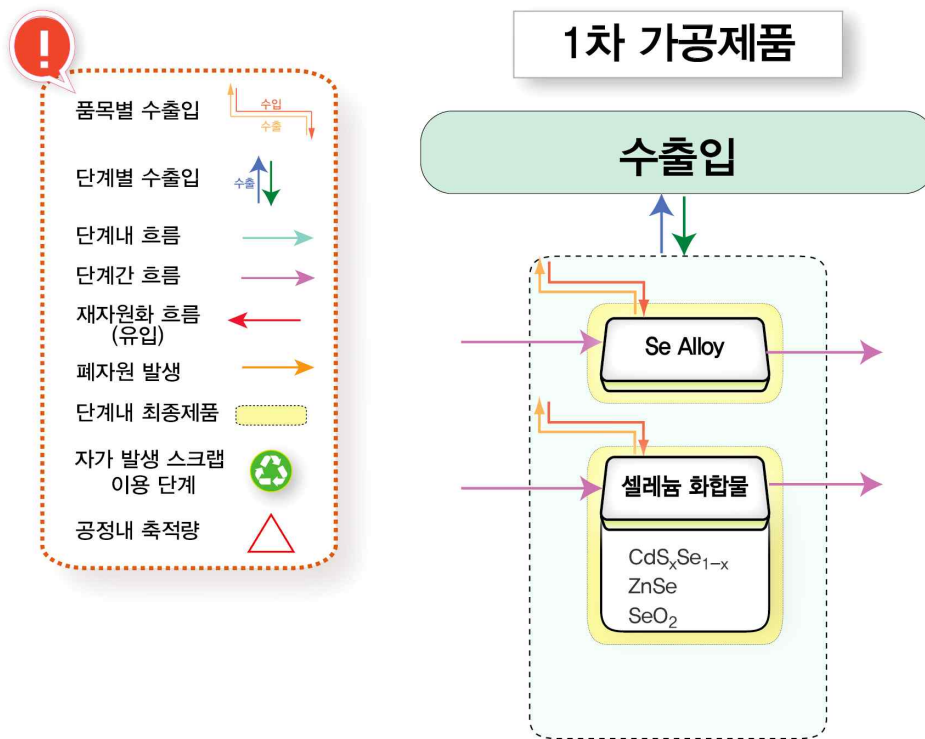 !
품목별 수출입
수입
수출
단계별 수출입
수출
단계내 흐름
단계간 흐름
재자원화 흐름
(유입)
폐자원 발생
단계내 최종제품
자가 발생 스크랩
이용 단계
공정내 축적량
1차 가공제품
수출입
Se Alloy
셀레늄 화합물
CdSₓSe₁₋ₓ
ZnSe
SeO₂